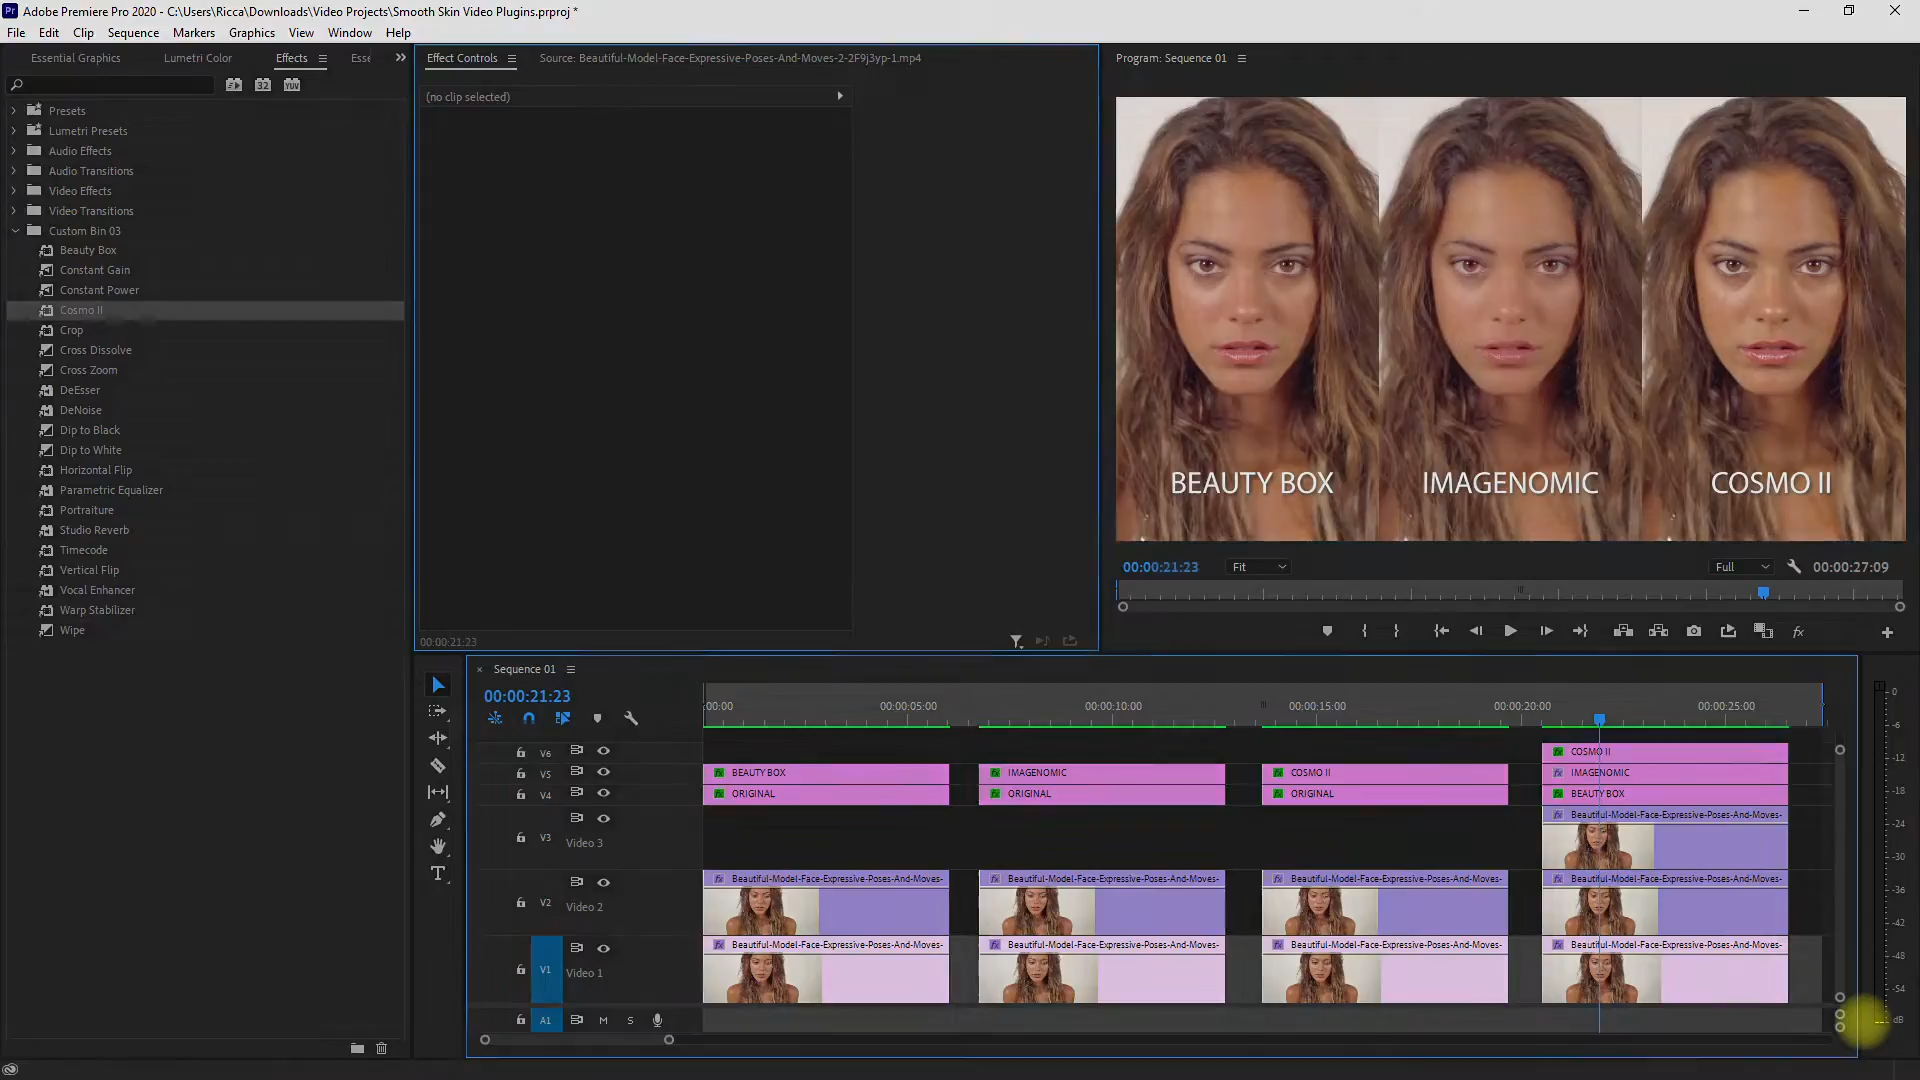 Adobe Premiere Pro 2020 - C:\Users\Ricca\Downloads\Video Projects\Smooth Skin Video Plugins.prproj *
File Edit Clip Sequence Markers Graphics View Window Help
Essential Graphics Lumetri Color Effects Esse
Presets
Lumetri Presets
Audio Effects
Audio Transitions
Video Effects
Video Transitions
Custom Bin 03
Beauty Box
Constant Gain
Constant Power
Cosmo II
Crop
Cross Dissolve
Cross Zoom
DeEsser
DeNoise
Dip to Black
Dip to White
Horizontal Flip
Parametric Equalizer
Portraiture
Studio Reverb
Timecode
Vertical Flip
Vocal Enhancer
Warp Stabilizer
Wipe
Effect Controls Source: Beautiful-Model-Face-Expressive-Poses-And-Moves-2-2F9j3yp-1.mp4
(no clip selected)
00:00:21:23
Program: Sequence 01
BEAUTY BOX IMAGENOMIC COSMO II
00:00:21:23 Fit Full 00:00:27:09
Sequence 01
00:00:21:23
:00:00 00:00:05:00 00:00:10:00 00:00:15:00 00:00:20:00 00:00:25:00
V6 COSMO II
V5 BEAUTY BOX IMAGENOMIC COSMO II IMAGENOMIC
V4 ORIGINAL ORIGINAL ORIGINAL BEAUTY BOX
Beautiful-Model-Face-Expressive-Poses-And-Moves-
V3 Video 3
Beautiful-Model-Face-Expressive-Poses-And-Moves- Beautiful-Model-Face-Expressive-Poses-And-Moves- Beautiful-Model-Face-Expressive-Poses-And-Moves- Beautiful-Model-Face-Expressive-Poses-And-Moves-
V2 Video 2
Beautiful-Model-Face-Expressive-Poses-And-Moves- Beautiful-Model-Face-Expressive-Poses-And-Moves- Beautiful-Model-Face-Expressive-Poses-And-Moves- Beautiful-Model-Face-Expressive-Poses-And-Moves-
V1 Video 1
A1 M S
0
-6
-12
-18
-24
-30
-36
-42
-48
-54
dB